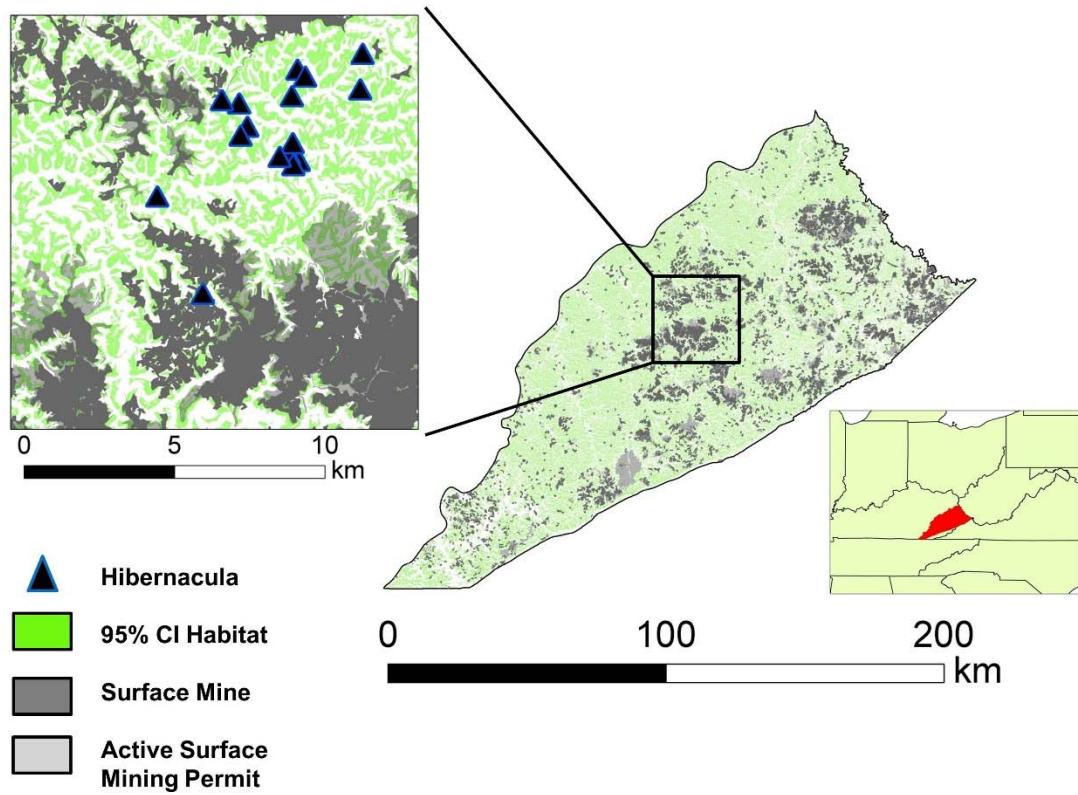 0 5 10
km
Hibernacula
95% CI Habitat
Surface Mine
Active Surface
Mining Permit
0 100 200
km